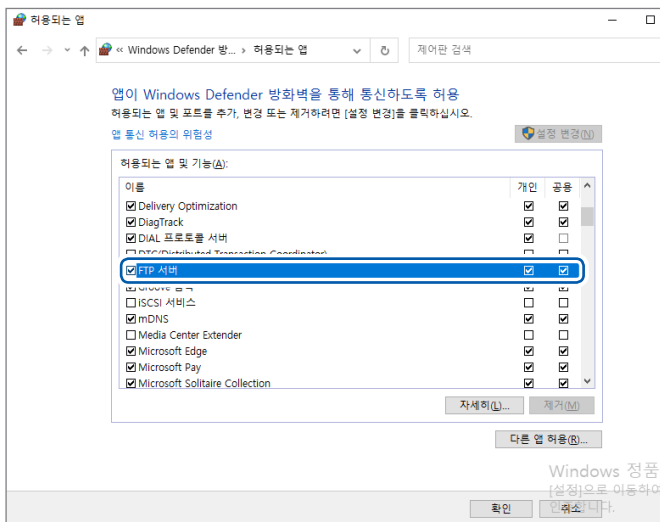 허용되는 앱
« Windows Defender 방... › 허용되는 앱
제어판 검색
앱이 Windows Defender 방화벽을 통해 통신하도록 허용
허용되는 앱 및 포트를 추가, 변경 또는 제거하려면 [설정 변경]을 클릭하십시오.
앱 통신 허용의 위험성
설정 변경(N)
허용되는 앱 및 기능(A):
이름 개인 공용
Delivery Optimization
DiagTrack
DIAL 프로토콜 서버
DTC(Distributed Transaction Coordinator)
FTP 서버
Groove 음악
iSCSI 서비스
mDNS
Media Center Extender
Microsoft Edge
Microsoft Pay
Microsoft Solitaire Collection
자세히(L)... 제거(M)
다른 앱 허용(R)...
Windows 정품
[설정]으로 이동하여
확인 취소